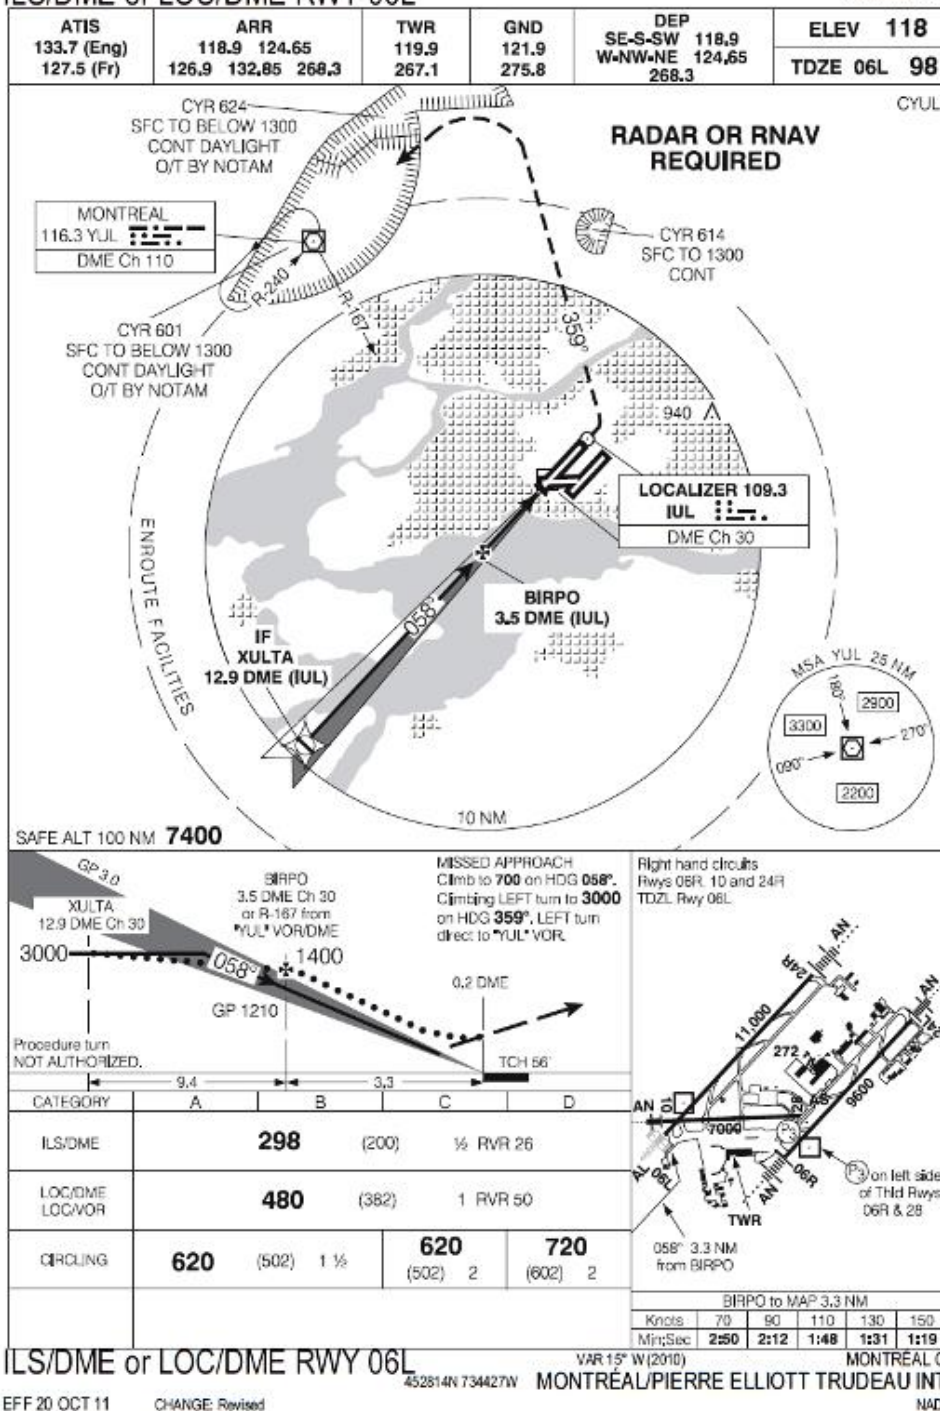 ILS/DME or LOC/DME RWY 06L
ATIS
133.7 (Eng)
127.5 (Fr)
ARR
118.9 124.65
126.9 132.85 268.3
TWR
119.9
267.1
GND
121.9
275.8
DEP
SE-S-SW 118.9
W-NW-NE 124.65
268.3
ELEV 118
TDZE 06L 98
CYUL
CYR 624
SFC TO BELOW 1300
CONT DAYLIGHT
O/T BY NOTAM
RADAR OR RNAV
REQUIRED
MONTREAL
116.3 YUL
DME Ch 110
CYR 614
SFC TO 1300
CONT
R-240
R-167
CYR 601
SFC TO BELOW 1300
CONT DAYLIGHT
O/T BY NOTAM
359°
940
LOCALIZER 109.3
IUL
DME Ch 30
ENROUTE FACILITIES
BIRPO
3.5 DME (IUL)
058°
IF
XULTA
12.9 DME (IUL)
MSA YUL 25 NM
180°
2900
3300
270°
090°
2200
10 NM
SAFE ALT 100 NM 7400
GP 3.0
XULTA
12.9 DME Ch 30
3000
058°
BIRPO
3.5 DME Ch 30
or R-167 from
"YUL" VOR/DME
1400
GP 1210
MISSED APPROACH
Climb to 700 on HDG 058°.
Climbing LEFT turn to 3000
on HDG 359°. LEFT turn
direct to "YUL" VOR.
0.2 DME
TCH 56'
Procedure turn
NOT AUTHORIZED.
9.4
3.3
Right hand circuits
Rwys 06R, 10 and 24R
TDZL Rwy 06L
AN
24R
11,000
AN
24L
272
9600
AN
10
7000
28
AS
AL
06L
06R
AN
TWR
P3 on left side
of Thld Rwys
06R & 28
058° 3.3 NM
from BIRPO
CATEGORY A B C D
ILS/DME 298 (200) ½ RVR 26
LOC/DME
LOC/VOR
480 (382) 1 RVR 50
CIRCLING 620 (502) 1 ½
620
(502) 2
720
(602) 2
BIRPO to MAP 3.3 NM
Knots 70 90 110 130 150
Min:Sec 2:50 2:12 1:48 1:31 1:19
ILS/DME or LOC/DME RWY 06L
452814N 734427W
VAR 15° W (2010)
MONTRÉAL
MONTRÉAL/PIERRE ELLIOTT TRUDEAU INT
EFF 20 OCT 11
CHANGE: Revised
NAD